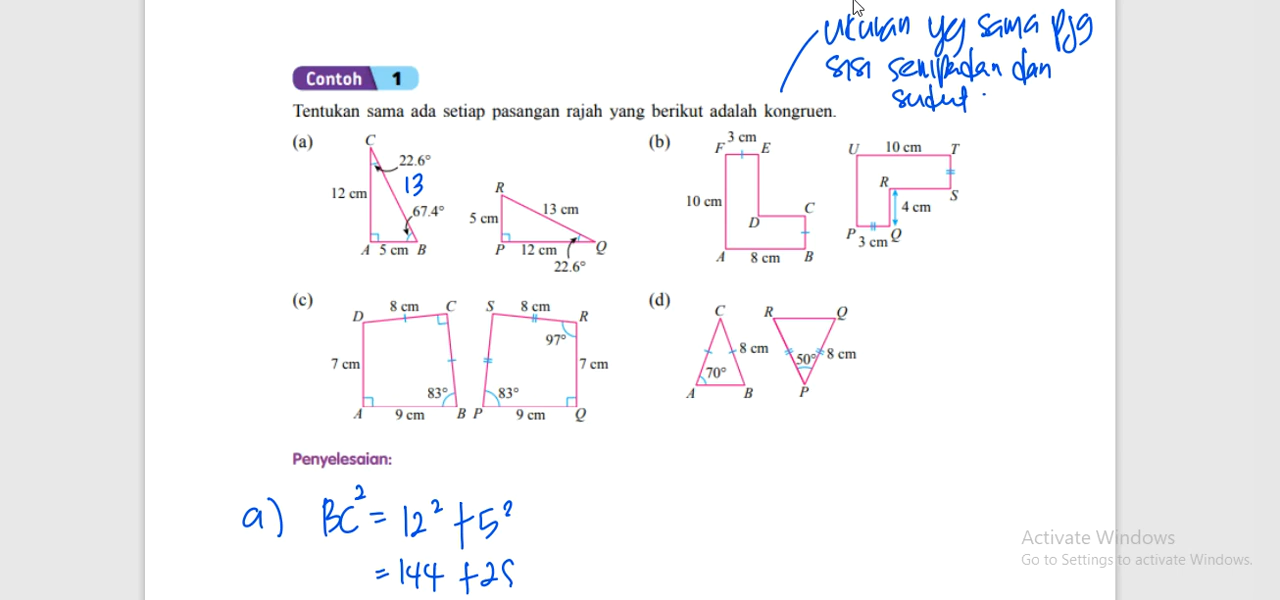 ukuran yg sama pjg
sisi sepadan dan
sudut.
Contoh 1
Tentukan sama ada setiap pasangan rajah yang berikut adalah kongruen.
(a)
C
22.6°
12 cm
13
67.4°
A 5 cm B
R
5 cm
13 cm
P 12 cm Q
22.6°
(b)
F 3 cm E
10 cm
D
C
A 8 cm B
U 10 cm T
R
S
4 cm
P 3 cm Q
(c)
D 8 cm C
7 cm
83°
A 9 cm B
S 8 cm R
97°
7 cm
83°
P 9 cm Q
(d)
C
8 cm
70°
A B
R Q
50°
8 cm
P
Penyelesaian:
a) BC² = 12² + 5²
= 144 + 25
Activate Windows
Go to Settings to activate Windows.